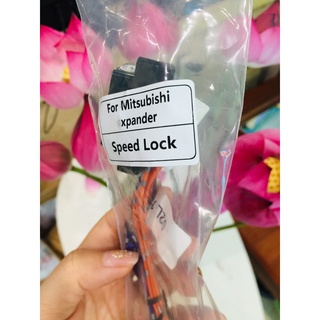 For Mitsubishi
xpander
Speed Lock